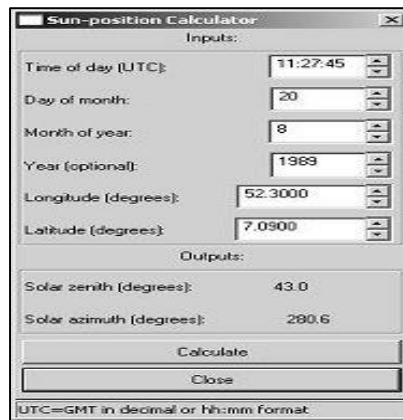 Sun-position Calculator
Inputs:
Time of day (UTC): 11:27:45
Day of month: 20
Month of year: 8
Year (optional): 1989
Longitude (degrees): 52.3000
Latitude (degrees): 7.0900
Outputs:
Solar zenith (degrees): 43.0
Solar azimuth (degrees): 280.6
Calculate
Close
UTC=GMT in decimal or hh:mm format